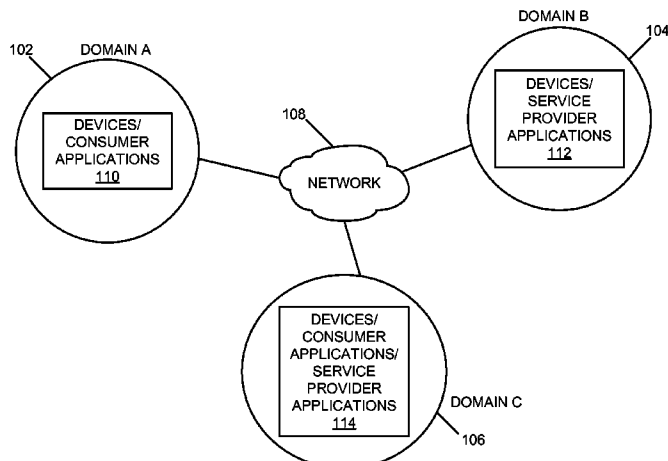 102
DOMAIN A
DEVICES/
CONSUMER
APPLICATIONS
110
108
NETWORK
DOMAIN B
104
DEVICES/
SERVICE
PROVIDER
APPLICATIONS
112
DEVICES/
CONSUMER
APPLICATIONS/
SERVICE
PROVIDER
APPLICATIONS
114
DOMAIN C
106